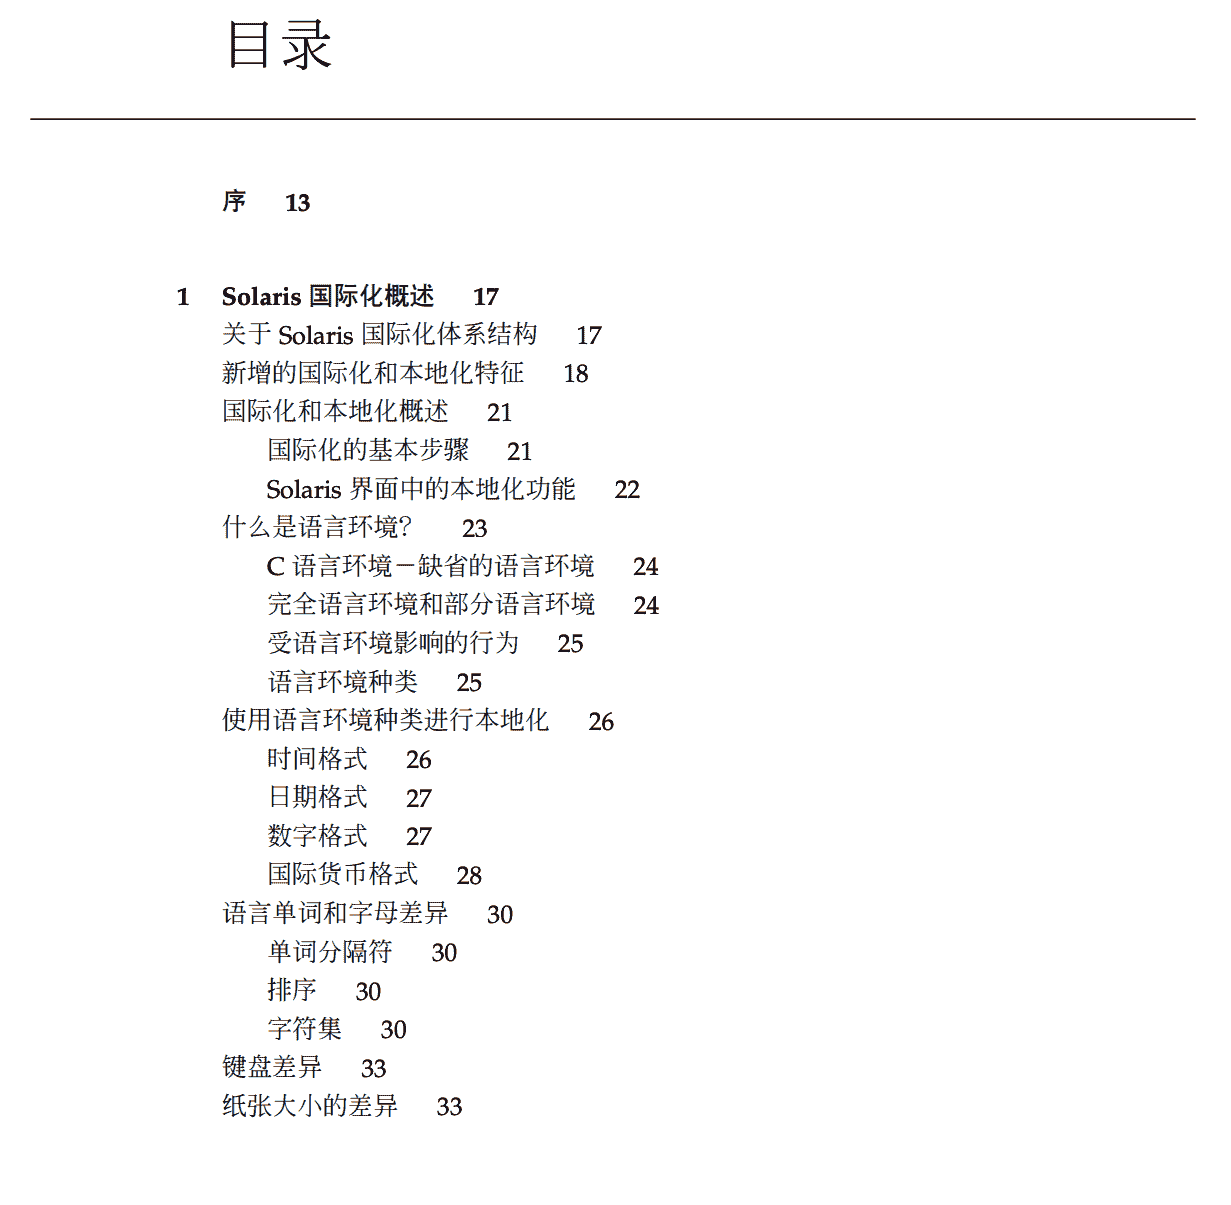 目录
序 13
1 Solaris 国际化概述 17
关于 Solaris 国际化体系结构 17
新增的国际化和本地化特征 18
国际化和本地化概述 21
国际化的基本步骤 21
Solaris 界面中的本地化功能 22
什么是语言环境? 23
C 语言环境－缺省的语言环境 24
完全语言环境和部分语言环境 24
受语言环境影响的行为 25
语言环境种类 25
使用语言环境种类进行本地化 26
时间格式 26
日期格式 27
数字格式 27
国际货币格式 28
语言单词和字母差异 30
单词分隔符 30
排序 30
字符集 30
键盘差异 33
纸张大小的差异 33